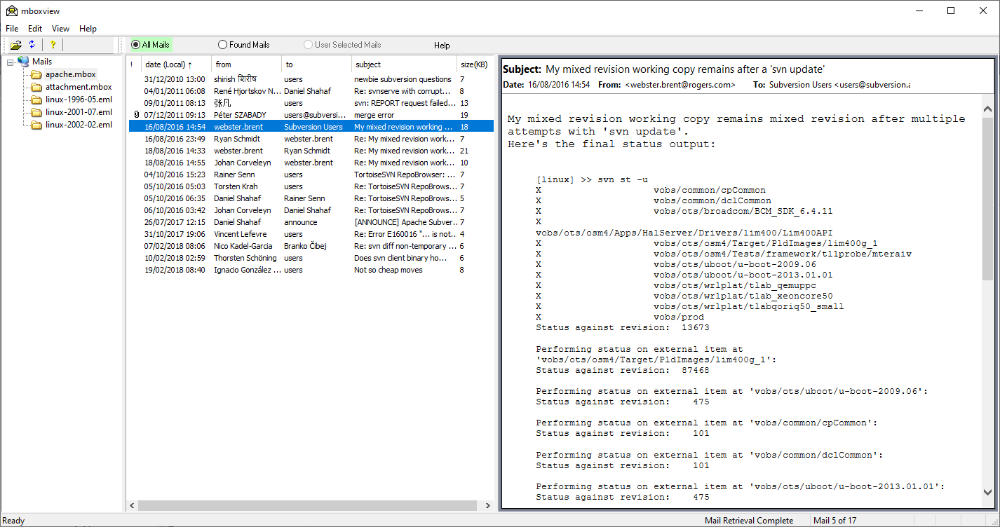 mboxview
File Edit View Help
?
All Mails Found Mails User Selected Mails Help
Mails
apache.mbox
attachment.mbox
linux-1996-05.eml
linux-2001-07.eml
linux-2002-02.eml
! date (Local) ↑ from to subject size(KB)
31/12/2010 13:00 shirish शिरीष users newbie subversion questions 7
04/01/2011 06:08 René Hjortskov N... Daniel Shahaf Re: svnserve with corrupt... 8
09/01/2011 08:13 张凡 users svn: REPORT request failed... 13
07/12/2011 09:13 Péter SZABADY users@subversi... merge error 19
16/08/2016 14:54 webster.brent Subversion Users My mixed revision working ... 18
16/08/2016 23:49 Ryan Schmidt webster.brent Re: My mixed revision work... 7
18/08/2016 14:33 webster.brent Ryan Schmidt Re: My mixed revision work... 21
18/08/2016 14:55 Johan Corveleyn webster.brent Re: My mixed revision work... 10
04/10/2016 15:23 Rainer Senn users TortoiseSVN RepoBrowser: ... 7
05/10/2016 05:03 Torsten Krah users Re: TortoiseSVN RepoBrows... 7
05/10/2016 06:35 Daniel Shahaf Rainer Senn Re: TortoiseSVN RepoBrows... 5
06/10/2016 03:42 Johan Corveleyn Daniel Shahaf Re: TortoiseSVN RepoBrows... 7
26/07/2017 12:15 Daniel Shahaf announce [ANNOUNCE] Apache Subver... 7
31/10/2017 19:06 Vincent Lefevre users Re: Error E160016 "... is not... 4
07/02/2018 08:06 Nico Kadel-Garcia Branko Čibej Re: svn diff non-temporary ... 6
10/02/2018 02:59 Thorsten Schöning users Does svn client binary ho... 6
19/02/2018 08:40 Ignacio González ... users Not so cheap moves 8
Subject: My mixed revision working copy remains after a 'svn update'
Date: 16/08/2016 14:54 From: <webster.brent@rogers.com> To: Subversion Users <users@subversion.a
My mixed revision working copy remains mixed revision after multiple
attempts with 'svn update'.
Here's the final status output:
[linux] >> svn st -u
X vobs/common/cpCommon
X vobs/common/dclCommon
X vobs/ots/broadcom/BCM_SDK_6.4.11
X
vobs/ots/osm4/Apps/HalServer/Drivers/lim400/Lim400API
X vobs/ots/osm4/Target/PldImages/lim400g_1
X vobs/ots/osm4/Tests/framework/tl1probe/mteraiv
X vobs/ots/uboot/u-boot-2009.06
X vobs/ots/uboot/u-boot-2013.01.01
X vobs/ots/wrlplat/tlab_qemuppc
X vobs/ots/wrlplat/tlab_xeoncore50
X vobs/ots/wrlplat/tlabqoriq50_small
X vobs/prod
Status against revision: 13673
Performing status on external item at
'vobs/ots/osm4/Target/PldImages/lim400g_1':
Status against revision: 87468
Performing status on external item at 'vobs/ots/uboot/u-boot-2009.06':
Status against revision: 475
Performing status on external item at 'vobs/common/cpCommon':
Status against revision: 101
Performing status on external item at 'vobs/common/dclCommon':
Status against revision: 101
Performing status on external item at 'vobs/ots/uboot/u-boot-2013.01.01':
Status against revision: 475
Ready Mail Retrieval Complete Mail 5 of 17